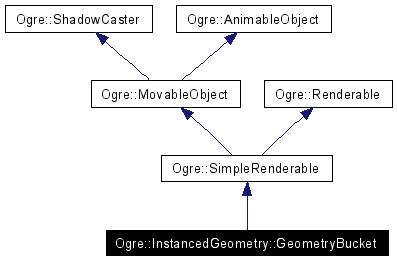 Ogre::ShadowCaster
Ogre::AnimableObject
Ogre::MovableObject
Ogre::Renderable
Ogre::SimpleRenderable
Ogre::InstancedGeometry::GeometryBucket